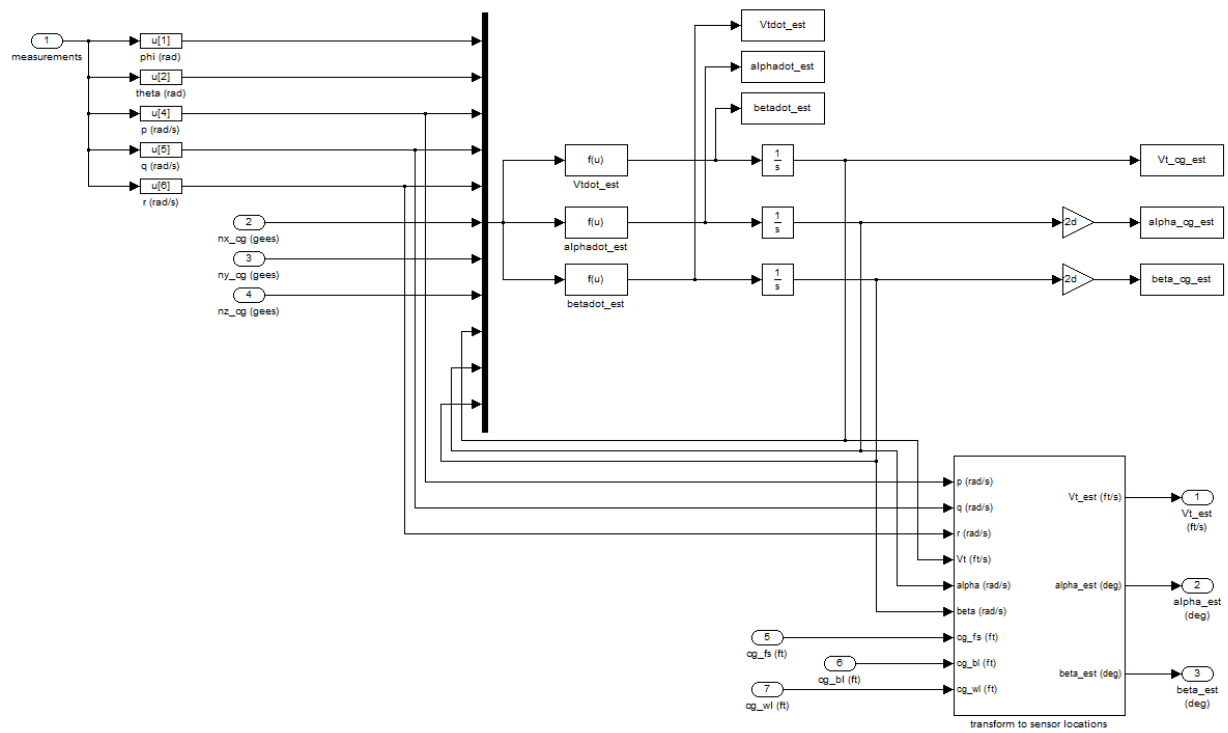 1
measurements
u[1]
phi (rad)
u[2]
theta (rad)
u[4]
p (rad/s)
u[5]
q (rad/s)
u[6]
r (rad/s)
2
nx_cg (gees)
3
ny_cg (gees)
4
nz_cg (gees)
Vtdot_est
alphadot_est
betadot_est
f(u)
Vtdot_est
1
s
Vt_cg_est
f(u)
alphadot_est
1
s
2d
alpha_cg_est
f(u)
betadot_est
1
s
2d
beta_cg_est
p (rad/s)
q (rad/s)
r (rad/s)
Vt (ft/s)
alpha (rad/s)
beta (rad/s)
cg_fs (ft)
cg_bl (ft)
cg_wl (ft)
Vt_est (ft/s)
alpha_est (deg)
beta_est (deg)
transform to sensor locations
5
cg_fs (ft)
6
cg_bl (ft)
7
cg_wl (ft)
1
Vt_est
(ft/s)
2
alpha_est
(deg)
3
beta_est
(deg)